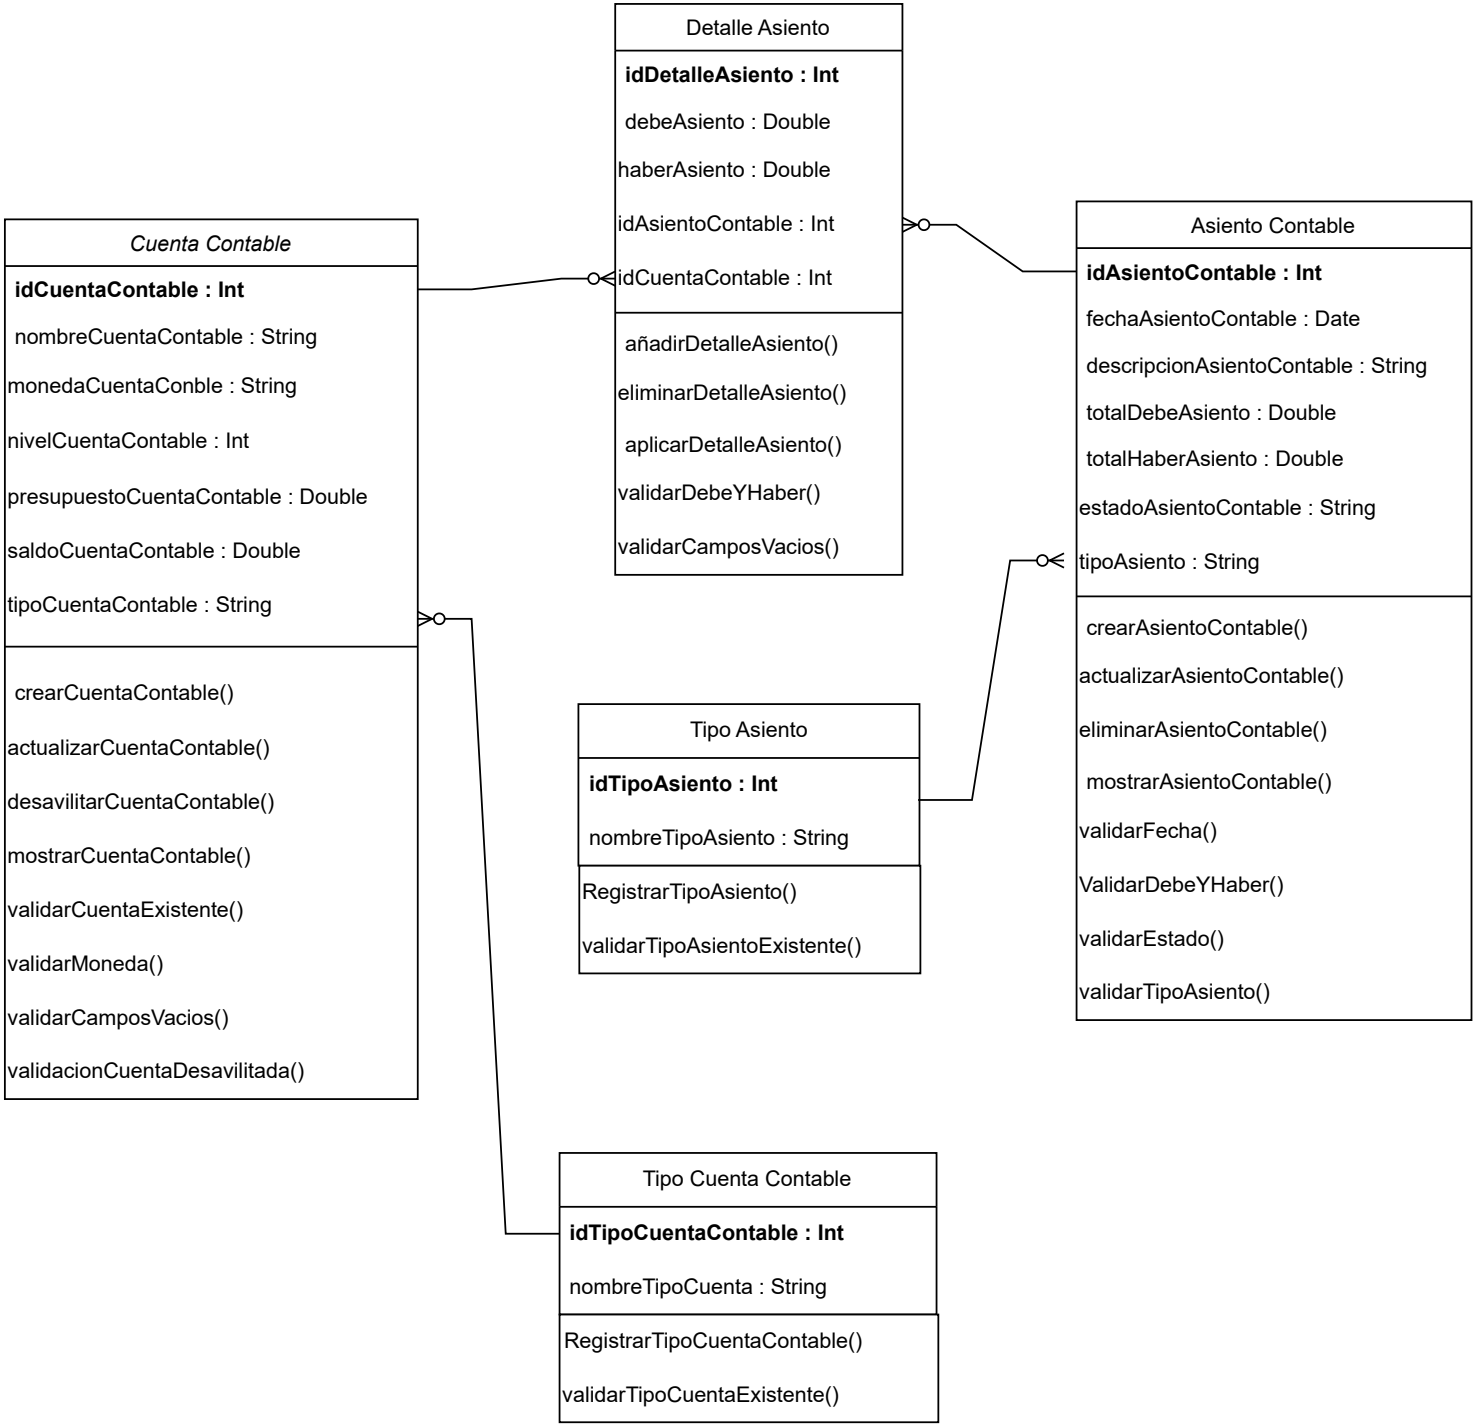 Detalle Asiento
idDetalleAsiento : Int
debeAsiento : Double
haberAsiento : Double
idAsientoContable : Int
idCuentaContable : Int
añadirDetalleAsiento()
eliminarDetalleAsiento()
aplicarDetalleAsiento()
validarDebeYHaber()
validarCamposVacios()
Cuenta Contable
idCuentaContable : Int
nombreCuentaContable : String
monedaCuentaConble : String
nivelCuentaContable : Int
presupuestoCuentaContable : Double
saldoCuentaContable : Double
tipoCuentaContable : String
crearCuentaContable()
actualizarCuentaContable()
desavilitarCuentaContable()
mostrarCuentaContable()
validarCuentaExistente()
validarMoneda()
validarCamposVacios()
validacionCuentaDesavilitada()
Asiento Contable
idAsientoContable : Int
fechaAsientoContable : Date
descripcionAsientoContable : String
totalDebeAsiento : Double
totalHaberAsiento : Double
estadoAsientoContable : String
tipoAsiento : String
crearAsientoContable()
actualizarAsientoContable()
eliminarAsientoContable()
mostrarAsientoContable()
validarFecha()
ValidarDebeYHaber()
validarEstado()
validarTipoAsiento()
Tipo Asiento
idTipoAsiento : Int
nombreTipoAsiento : String
RegistrarTipoAsiento()
validarTipoAsientoExistente()
Tipo Cuenta Contable
idTipoCuentaContable : Int
nombreTipoCuenta : String
RegistrarTipoCuentaContable()
validarTipoCuentaExistente()